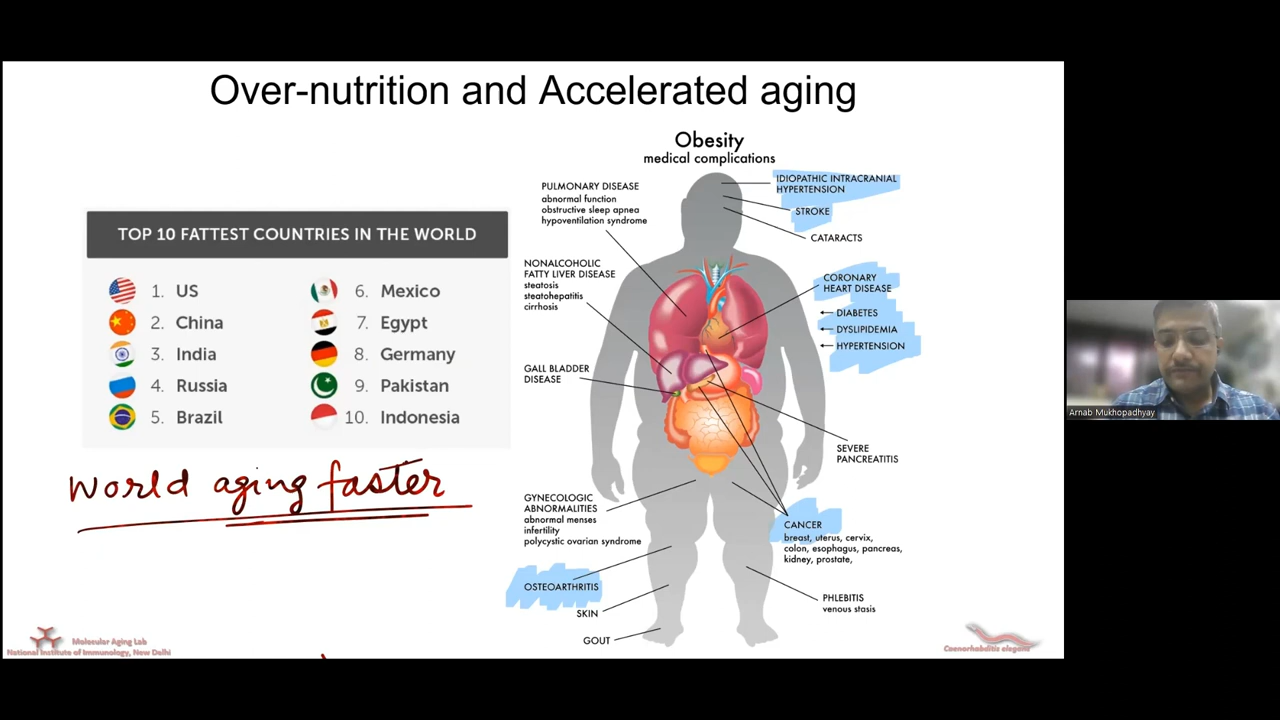 Over-nutrition and Accelerated aging
TOP 10 FATTEST COUNTRIES IN THE WORLD
1. US
2. China
3. India
4. Russia
5. Brazil
6. Mexico
7. Egypt
8. Germany
9. Pakistan
10. Indonesia
World aging faster
Obesity
medical complications
PULMONARY DISEASE
abnormal function
obstructive sleep apnea
hypoventilation syndrome
NONALCOHOLIC
FATTY LIVER DISEASE
steatosis
steatohepatitis
cirrhosis
GALL BLADDER
DISEASE
GYNECOLOGIC
ABNORMALITIES
abnormal menses
infertility
polycystic ovarian syndrome
OSTEOARTHRITIS
SKIN
GOUT
IDIOPATHIC INTRACRANIAL
HYPERTENSION
STROKE
CATARACTS
CORONARY
HEART DISEASE
DIABETES
DYSLIPIDEMIA
HYPERTENSION
SEVERE
PANCREATITIS
CANCER
breast, uterus, cervix,
colon, esophagus, pancreas,
kidney, prostate,
PHLEBITIS
venous stasis
Molecular Aging Lab
National Institute of Immunology, New Delhi
Caenorhabditis elegans
Arnab Mukhopadhyay